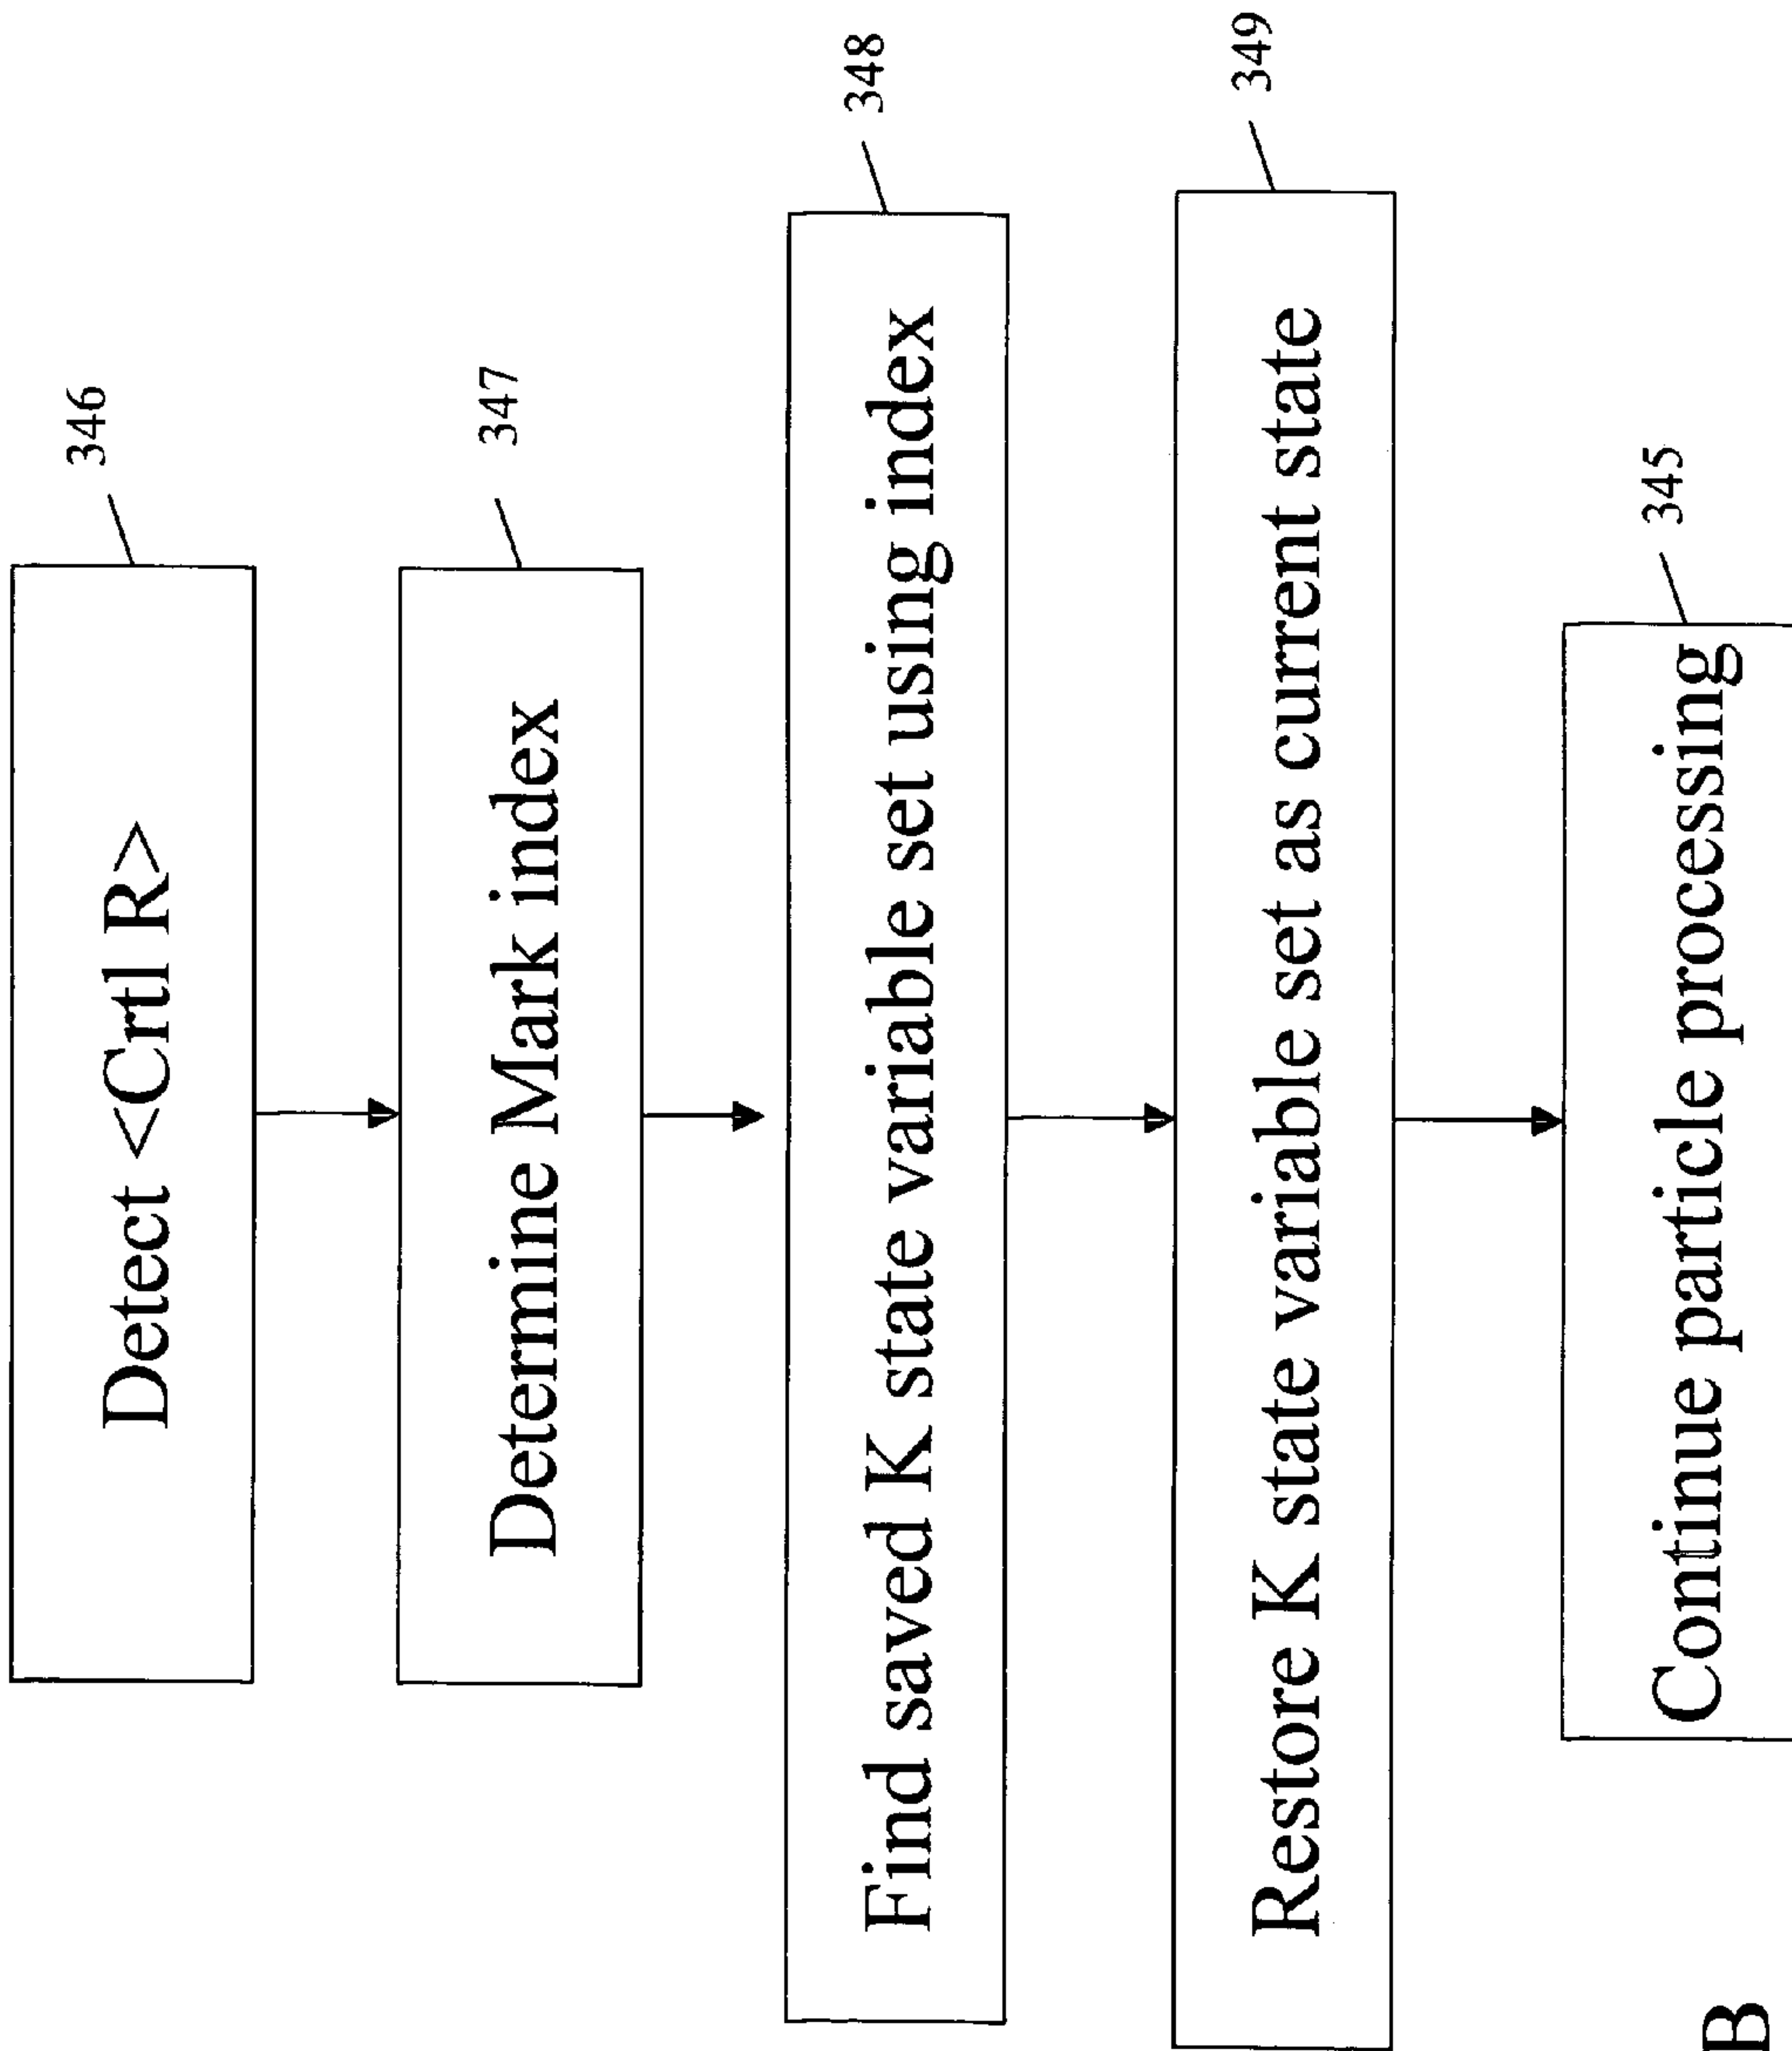 Detect <Crtl R>
346
Determine Mark index
347
Find saved K state variable set using index
348
Restore K state variable set as current state
349
Continue particle processing
345
B